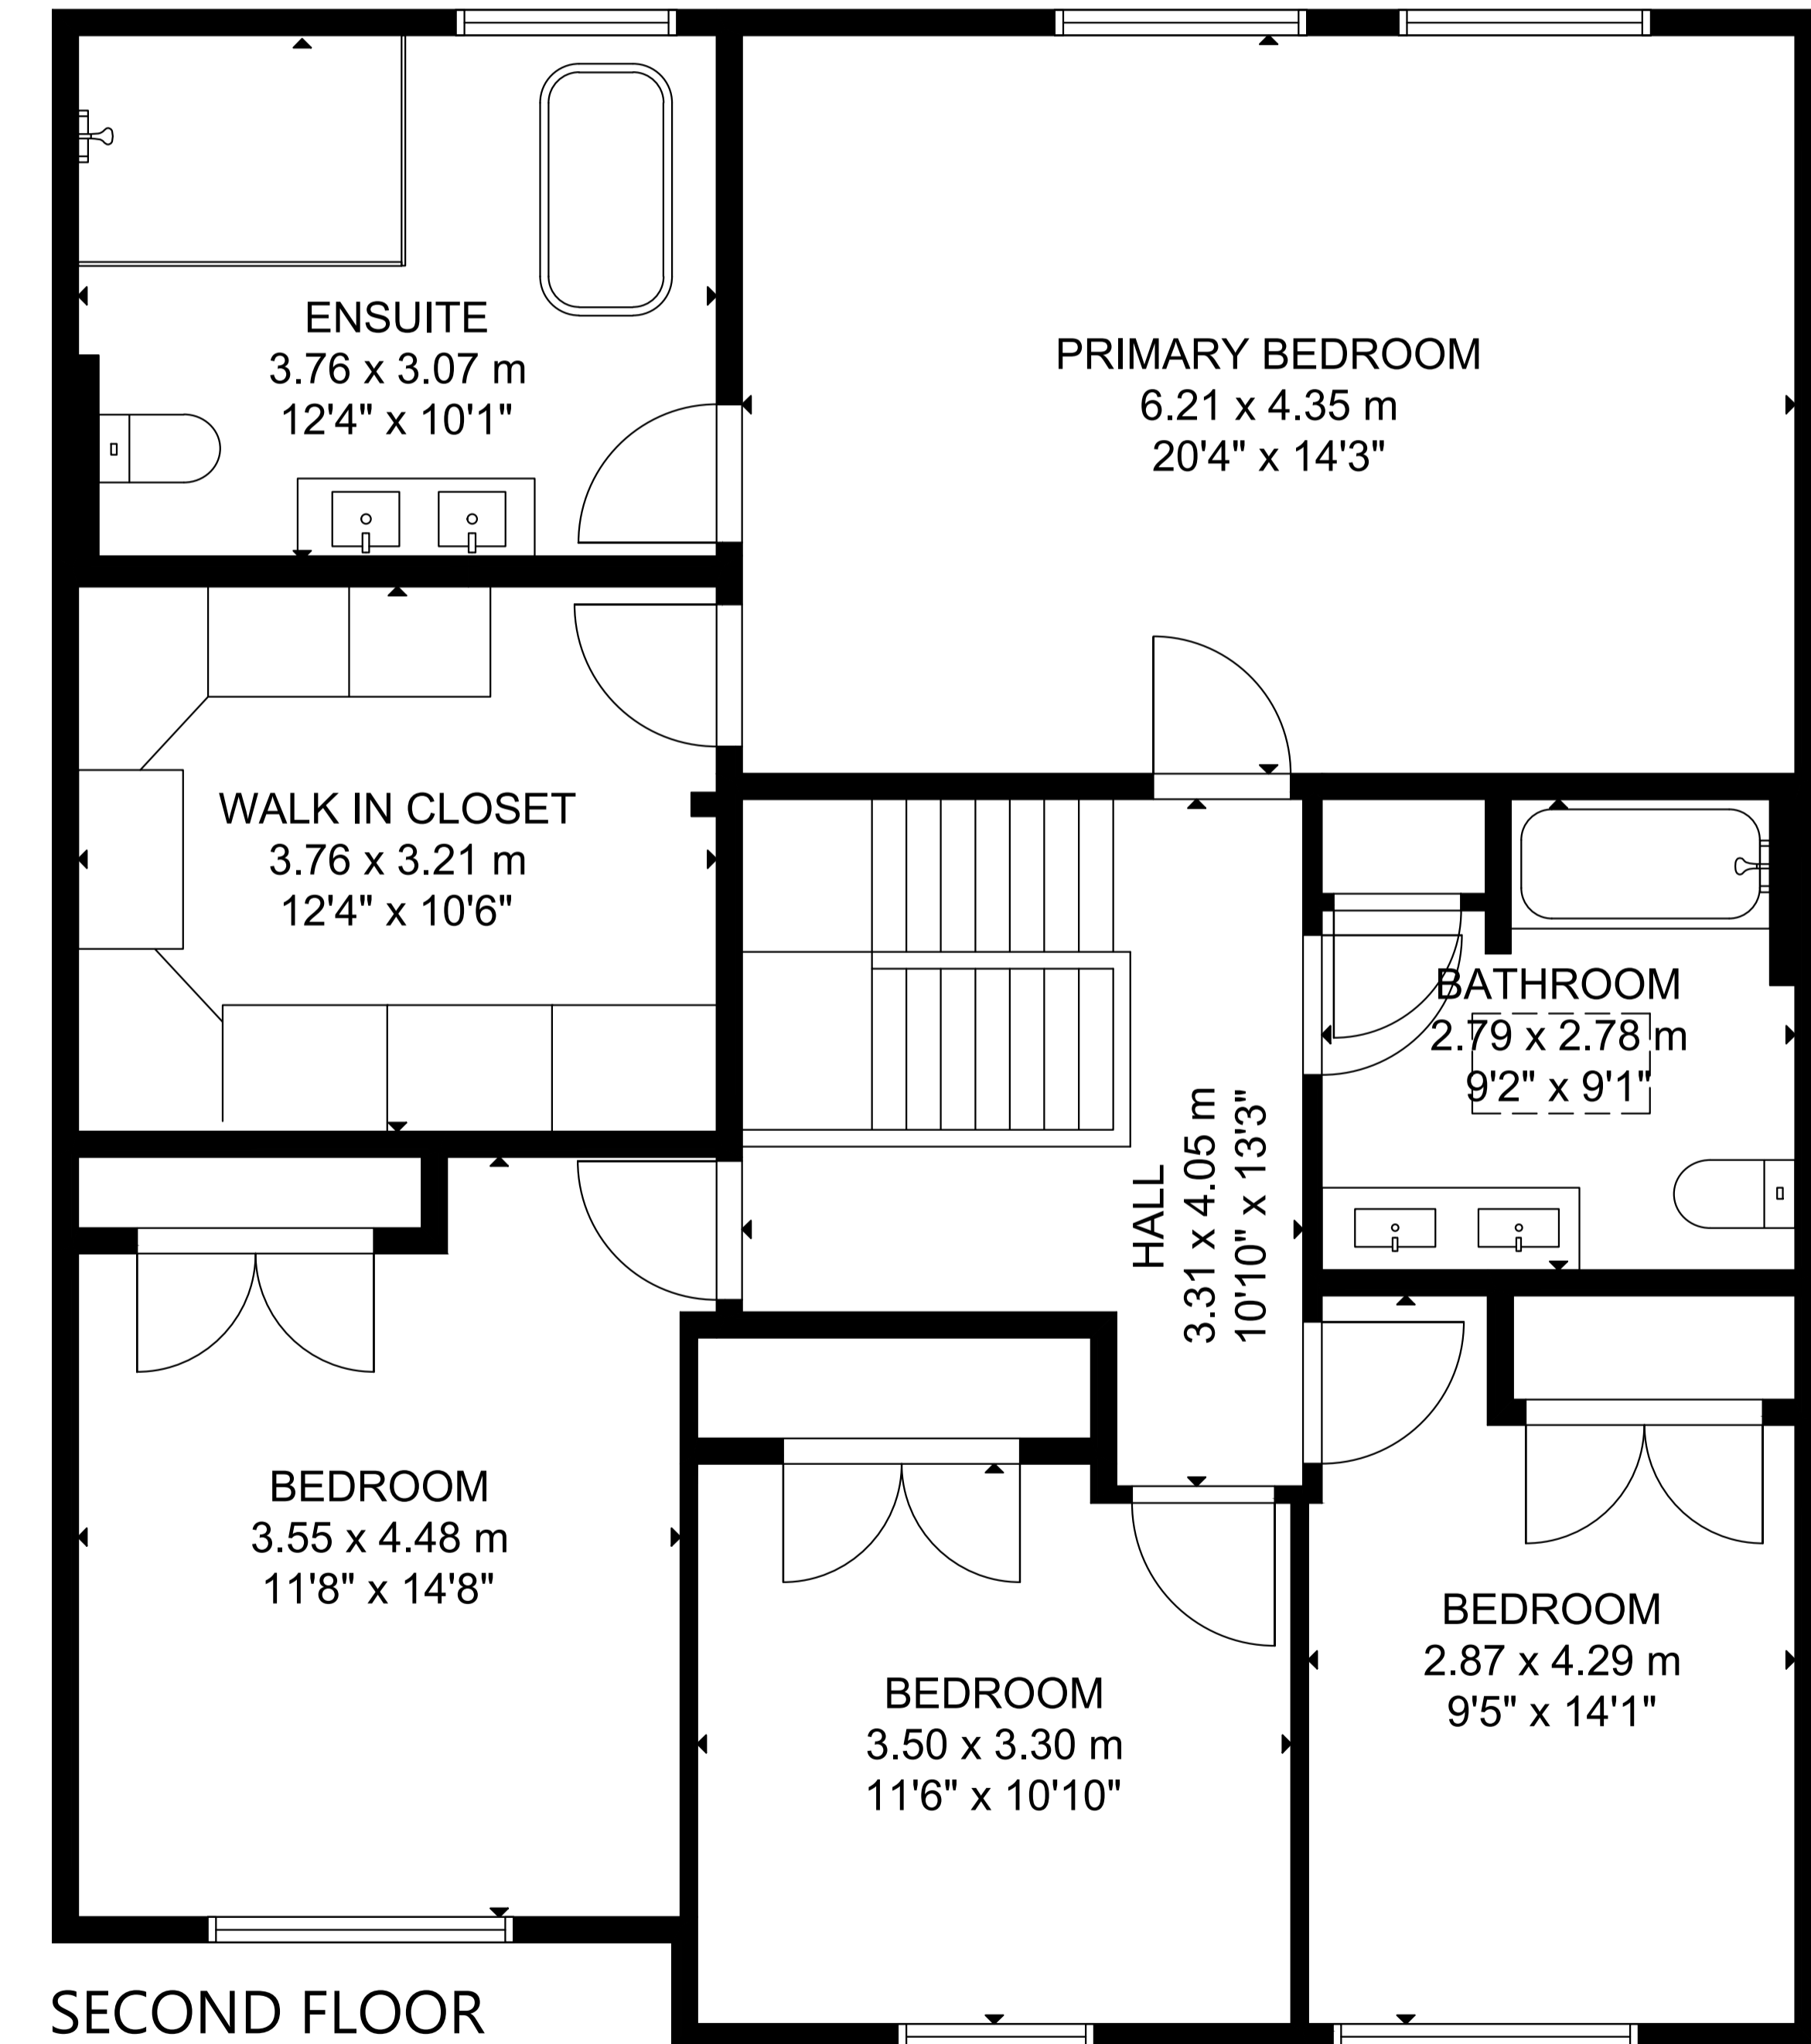 ENSUITE
3.76 x 3.07 m
12'4" x 10'1"
PRIMARY BEDROOM
6.21 x 4.35 m
20'4" x 14'3"
WALK IN CLOSET
3.76 x 3.21 m
12'4" x 10'6"
BATHROOM
2.79 x 2.78 m
9'2" x 9'1"
HALL
3.31 x 4.05 m
10'10" x 13'3"
BEDROOM
3.55 x 4.48 m
11'8" x 14'8"
BEDROOM
3.50 x 3.30 m
11'6" x 10'10"
BEDROOM
2.87 x 4.29 m
9'5" x 14'1"
SECOND FLOOR